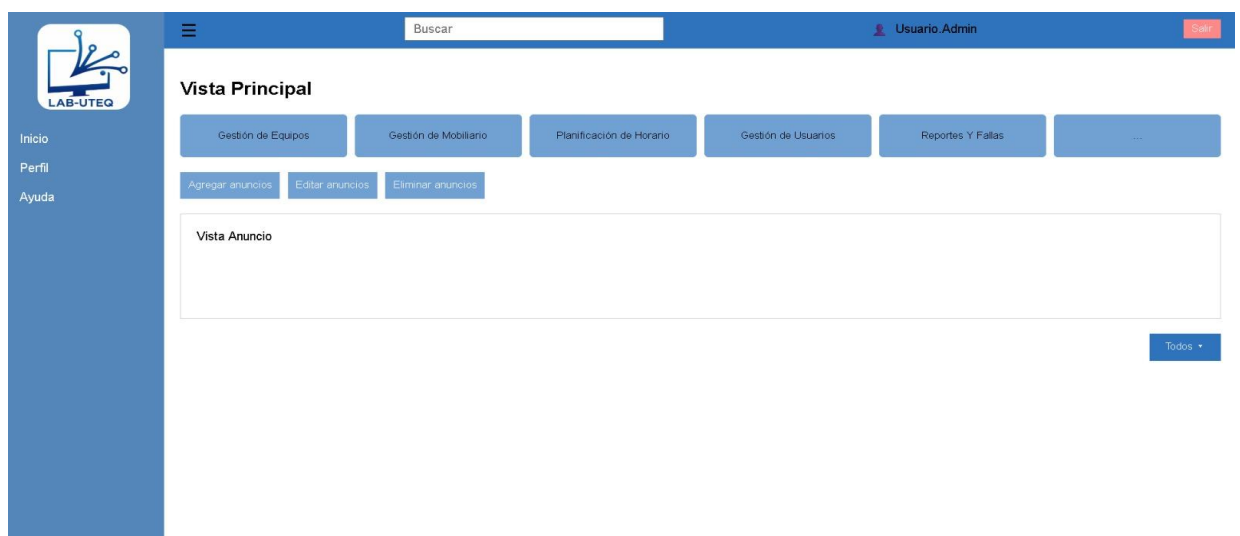 LAB-UTEQ
Buscar
Usuario.Admin
Salir
Inicio
Perfil
Ayuda
Vista Principal
Gestión de Equipos
Gestión de Mobiliario
Planificación de Horario
Gestión de Usuarios
Reportes Y Fallas
....
Agregar anuncios
Editar anuncios
Eliminar anuncios
Vista Anuncio
Todos